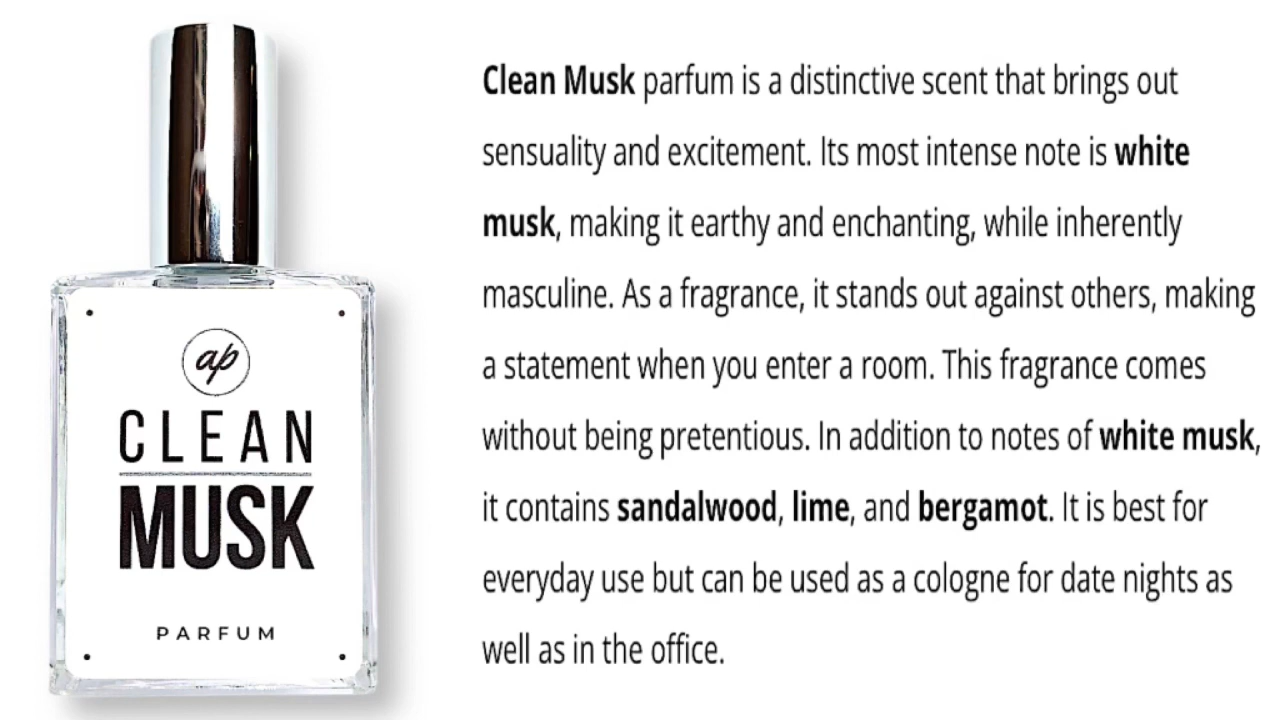 ap
CLEAN
MUSK
PARFUM
Clean Musk parfum is a distinctive scent that brings out
sensuality and excitement. Its most intense note is white
musk, making it earthy and enchanting, while inherently
masculine. As a fragrance, it stands out against others, making
a statement when you enter a room. This fragrance comes
without being pretentious. In addition to notes of white musk,
it contains sandalwood, lime, and bergamot. It is best for
everyday use but can be used as a cologne for date nights as
well as in the office.